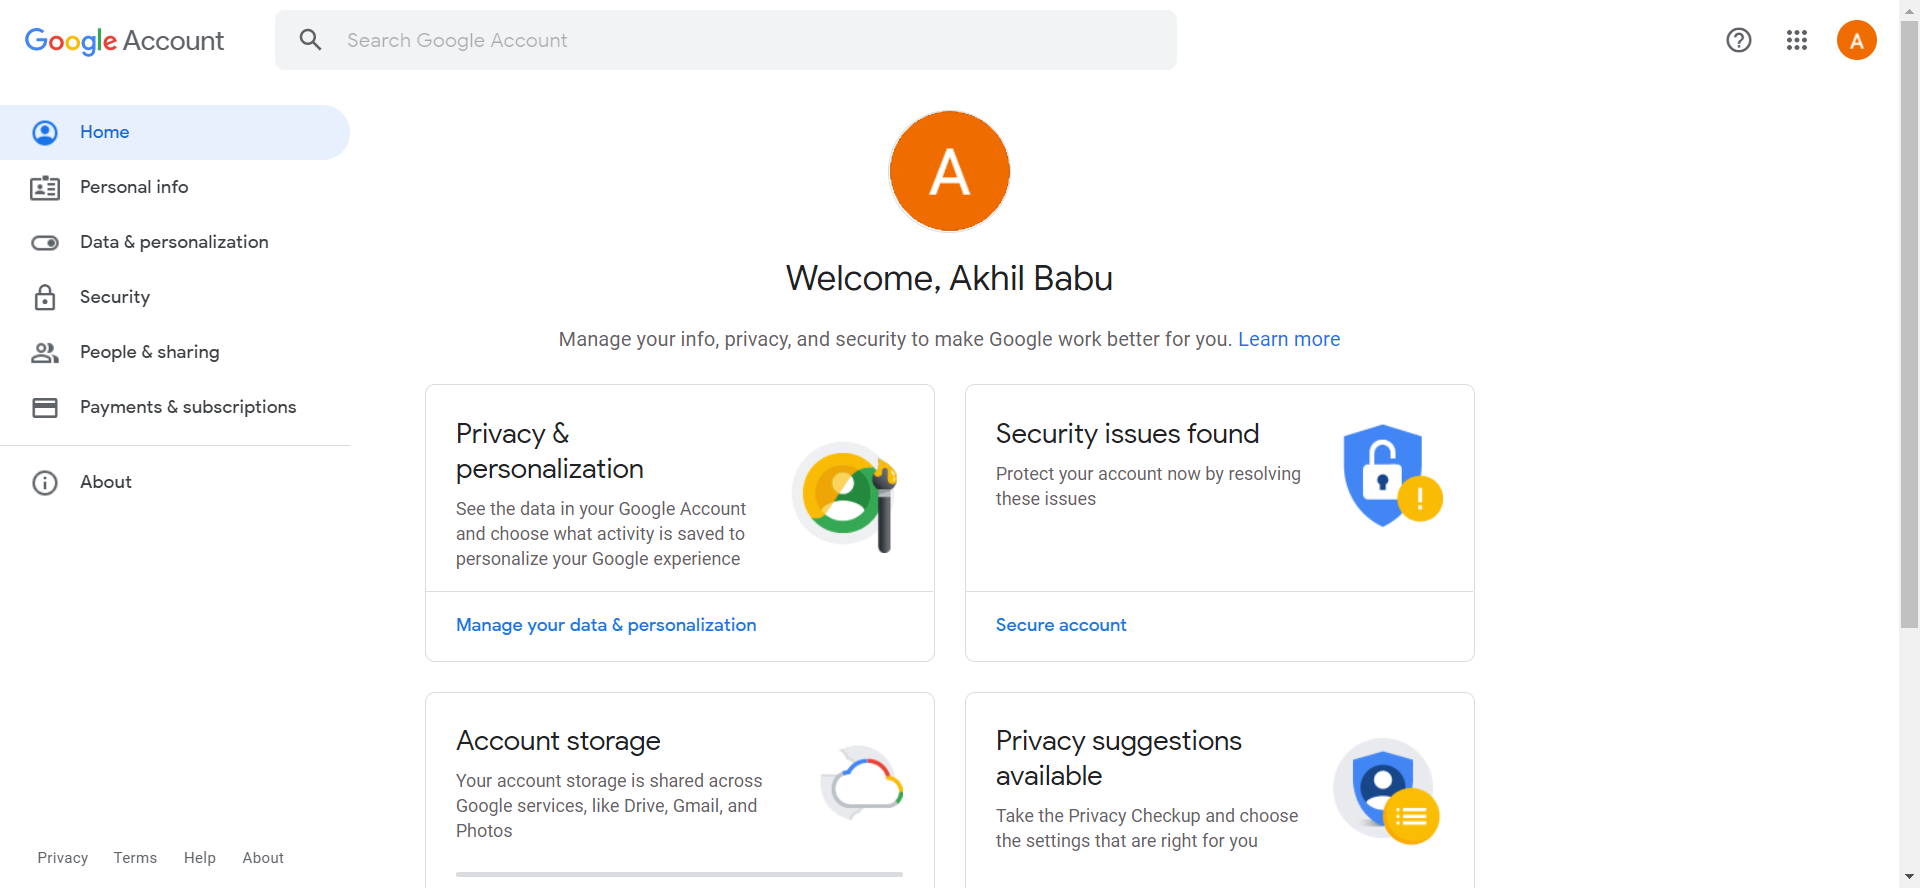 Google Account
Search Google Account
A
Home
Personal info
Data & personalization
Security
People & sharing
Payments & subscriptions
About
A
Welcome, Akhil Babu
Manage your info, privacy, and security to make Google work better for you. Learn more
Privacy &
personalization
See the data in your Google Account
and choose what activity is saved to
personalize your Google experience
Manage your data & personalization
Security issues found
Protect your account now by resolving
these issues
Secure account
Account storage
Your account storage is shared across
Google services, like Drive, Gmail, and
Photos
Privacy suggestions
available
Take the Privacy Checkup and choose
the settings that are right for you
Privacy Terms Help About